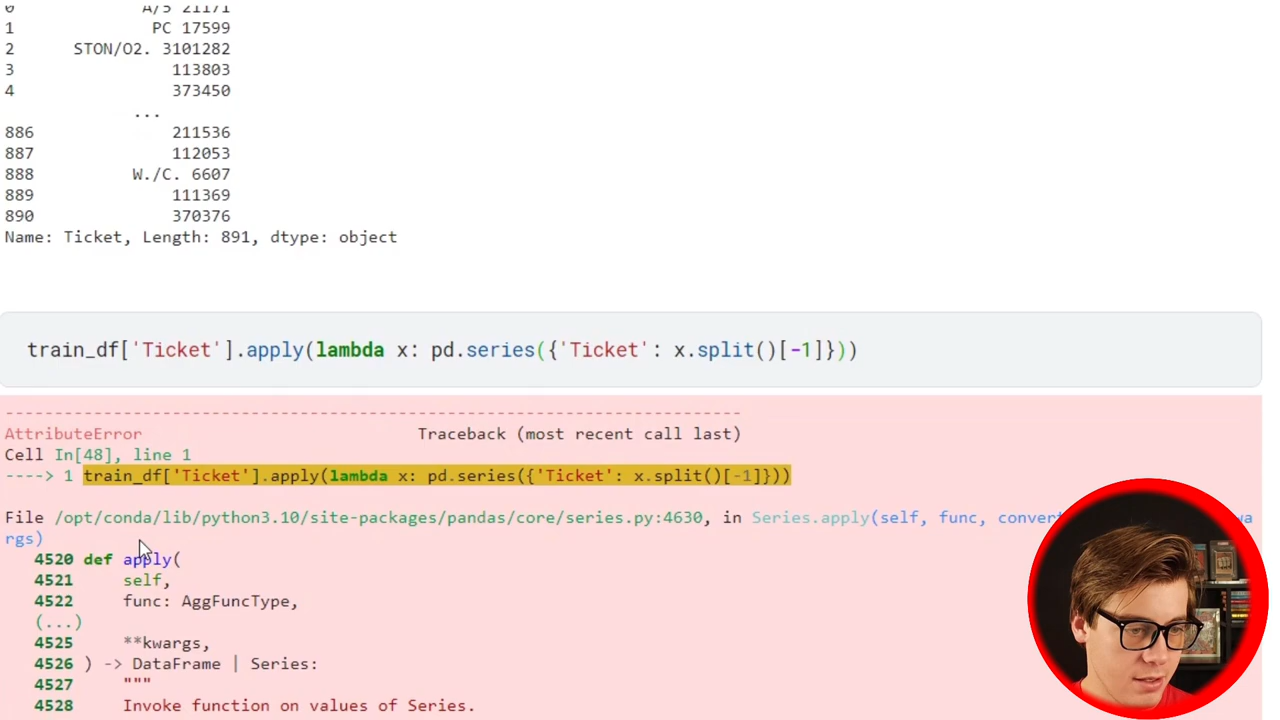 0 A/5 21171
1 PC 17599
2 STON/O2. 3101282
3 113803
4 373450
...
886 211536
887 112053
888 W./C. 6607
889 111369
890 370376
Name: Ticket, Length: 891, dtype: object
train_df['Ticket'].apply(lambda x: pd.series({'Ticket': x.split()[-1]}))
---------------------------------------------------------------------------
AttributeError Traceback (most recent call last)
Cell In[48], line 1
----> 1 train_df['Ticket'].apply(lambda x: pd.series({'Ticket': x.split()[-1]}))
File /opt/conda/lib/python3.10/site-packages/pandas/core/series.py:4630, in Series.apply(self, func,
rgs)
4520 def apply(
4521 self,
4522 func: AggFuncType,
(...)
4525 **kwargs,
4526 ) -> DataFrame | Series:
4527 """
4528 Invoke function on values of Series.